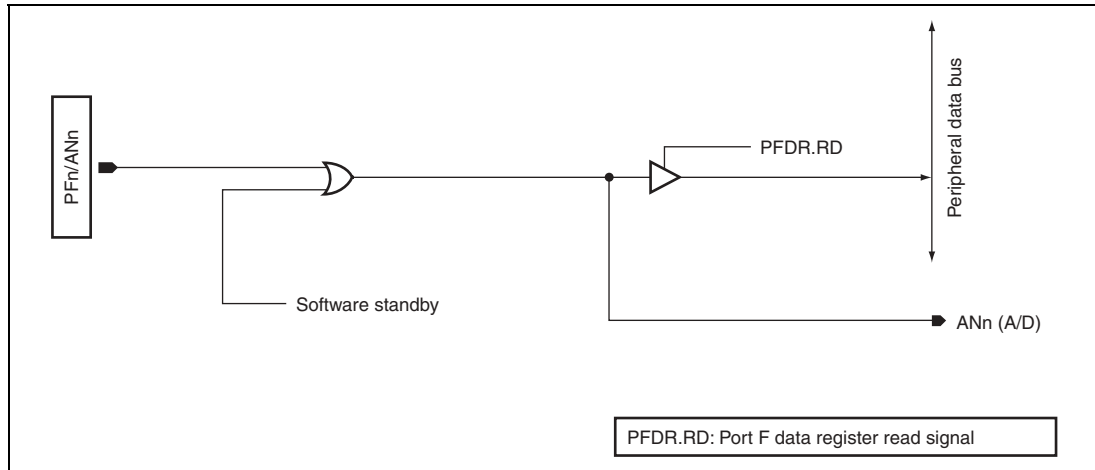 PFn/ANn
PFDR.RD
Peripheral data bus
Software standby
ANn (A/D)
PFDR.RD: Port F data register read signal